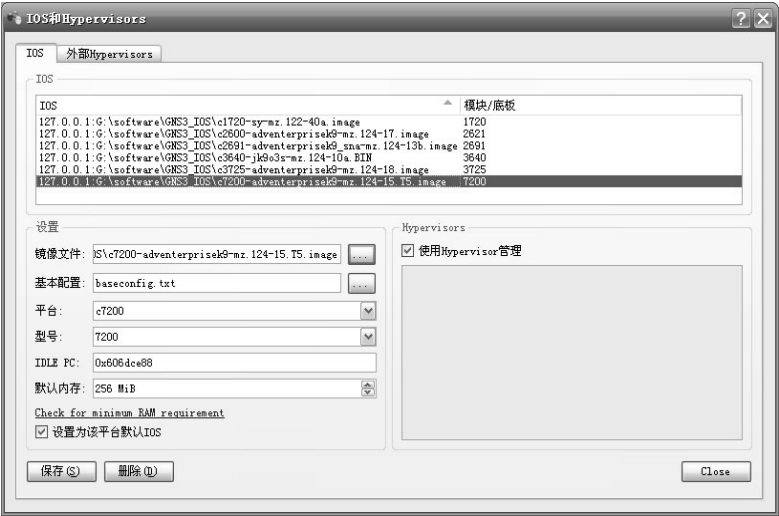 IOS和Hypervisors
IOS 外部Hypervisors
IOS
IOS 模块/底板
127.0.0.1:G:\software\GNS3_IOS\c1720-sy-mz.122-40a.image 1720
127.0.0.1:G:\software\GNS3_IOS\c2600-adventerprisek9-mz.124-17.image 2621
127.0.0.1:G:\software\GNS3_IOS\c2691-adventerprisek9_sna-mz.124-13b.image 2691
127.0.0.1:G:\software\GNS3_IOS\c3640-jk9o3s-mz.124-10a.BIN 3640
127.0.0.1:G:\software\GNS3_IOS\c3725-adventerprisek9-mz.124-18.image 3725
127.0.0.1:G:\software\GNS3_IOS\c7200-adventerprisek9-mz.124-15.T5.image 7200
设置
镜像文件: OS\c7200-adventerprisek9-mz.124-15.T5.image ...
基本配置: baseconfig.txt ...
平台: c7200
型号: 7200
IDLE PC: 0x606dce88
默认内存: 256 MiB
Check for minimum RAM requirement
设置为该平台默认IOS
Hypervisors
使用Hypervisor管理
保存(S) 删除(D) Close